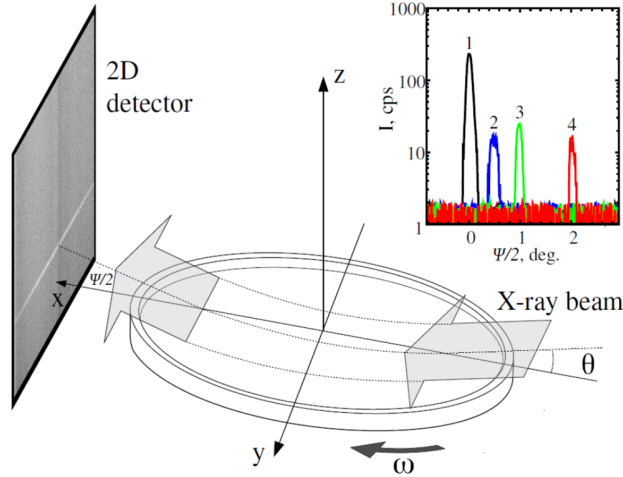 2D
detector
z
x
Ψ/2
y
ω
X-ray beam
θ
I, cps
1000
100
10
1
1
2
3
4
0
1
2
Ψ/2, deg.